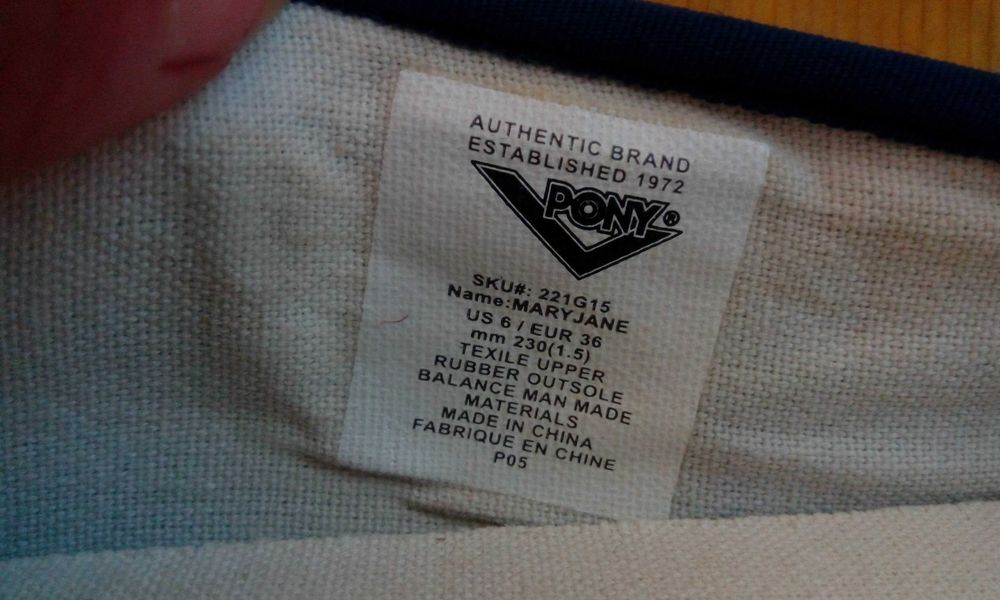 AUTHENTIC BRAND
ESTABLISHED 1972
PONY®
SKU#: 221G15
Name:MARYJANE
US 6 / EUR 36
mm 230(1.5)
TEXILE UPPER
RUBBER OUTSOLE
BALANCE MAN MADE
MATERIALS
MADE IN CHINA
FABRIQUE EN CHINE
P05